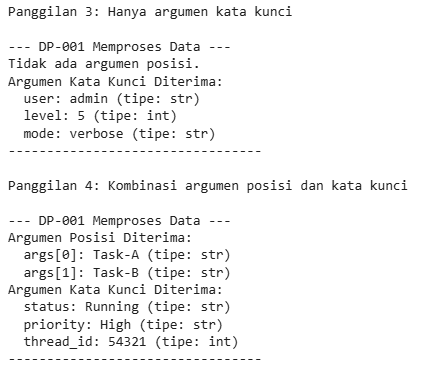 Panggilan 3: Hanya argumen kata kunci
--- DP-001 Memproses Data ---
Tidak ada argumen posisi.
Argumen Kata Kunci Diterima:
  user: admin (tipe: str)
  level: 5 (tipe: int)
  mode: verbose (tipe: str)
---------------------------------
Panggilan 4: Kombinasi argumen posisi dan kata kunci
--- DP-001 Memproses Data ---
Argumen Posisi Diterima:
  args[0]: Task-A (tipe: str)
  args[1]: Task-B (tipe: str)
Argumen Kata Kunci Diterima:
  status: Running (tipe: str)
  priority: High (tipe: str)
  thread_id: 54321 (tipe: int)
---------------------------------